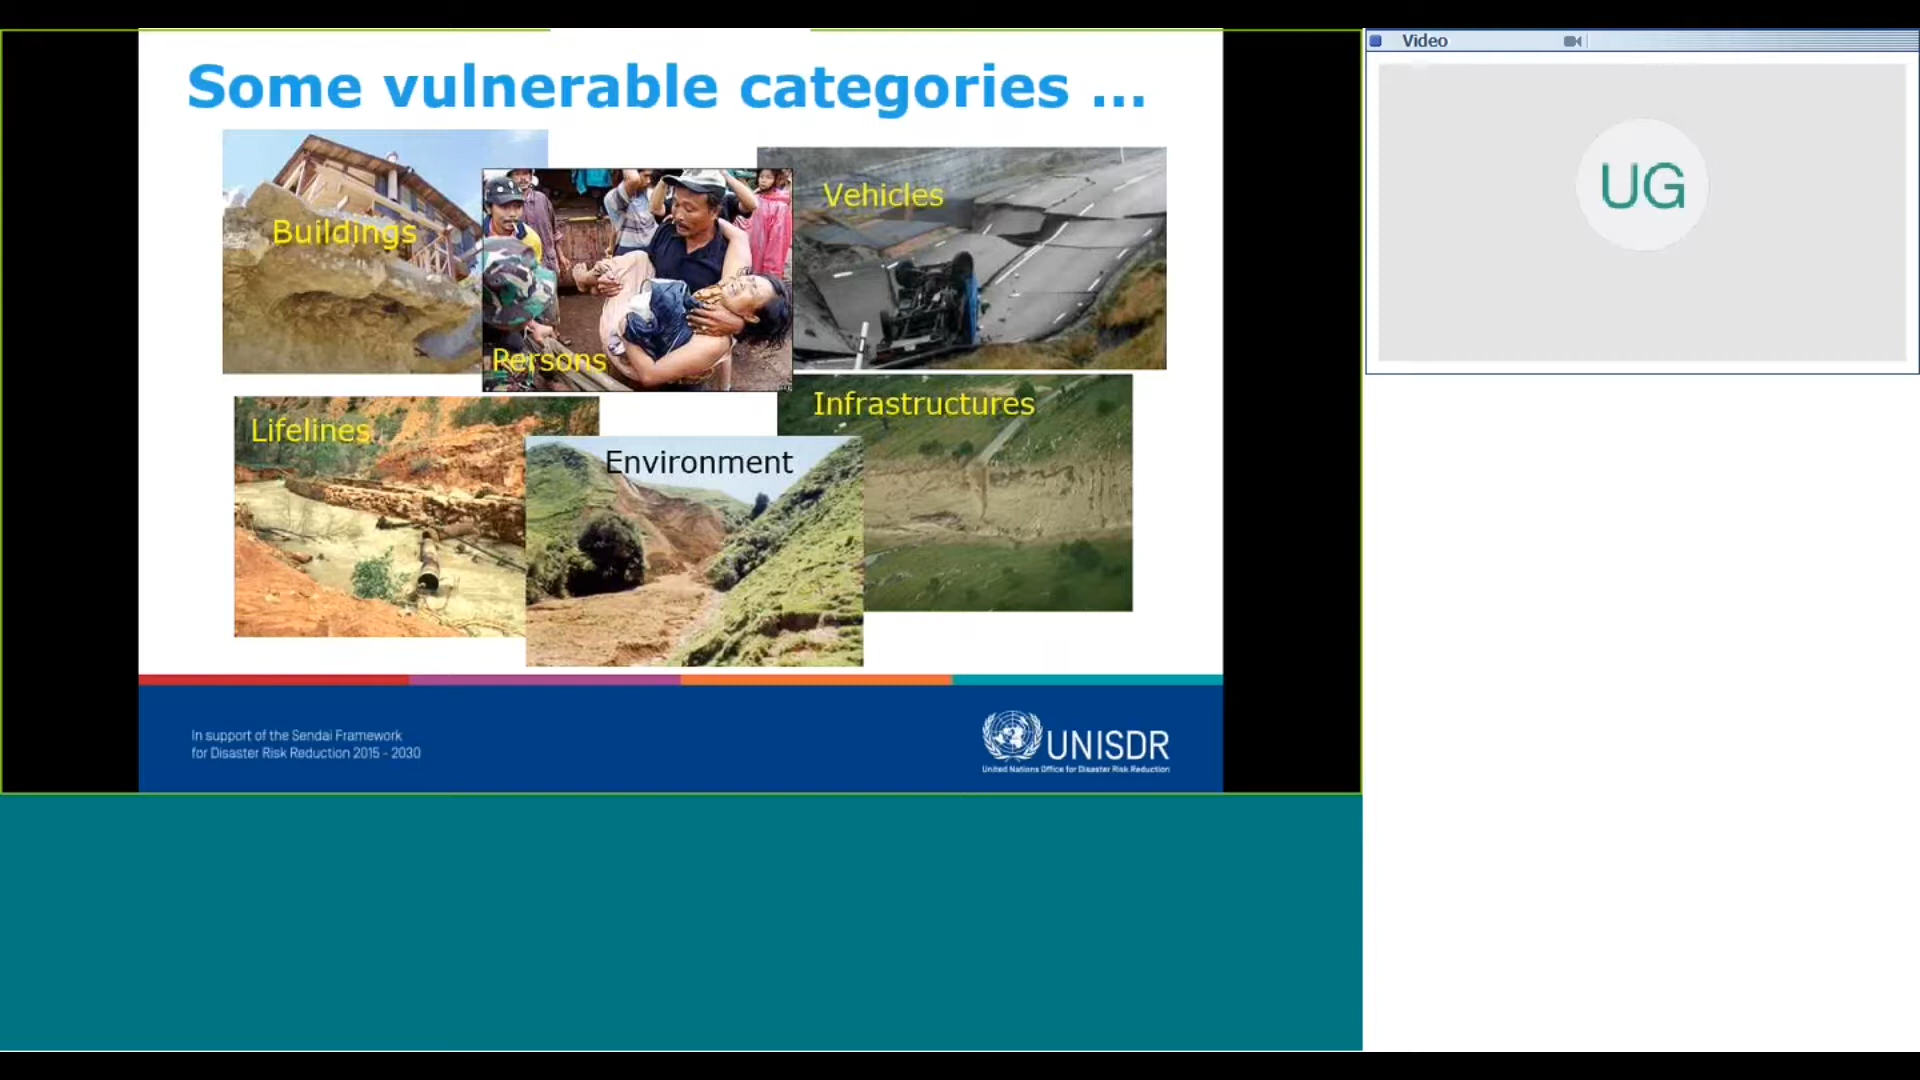 Some vulnerable categories ...
Buildings
Persons
Vehicles
Lifelines
Environment
Infrastructures
In support of the Sendai Framework
for Disaster Risk Reduction 2015 - 2030
UNISDR
United Nations Office for Disaster Risk Reduction
Video
UG